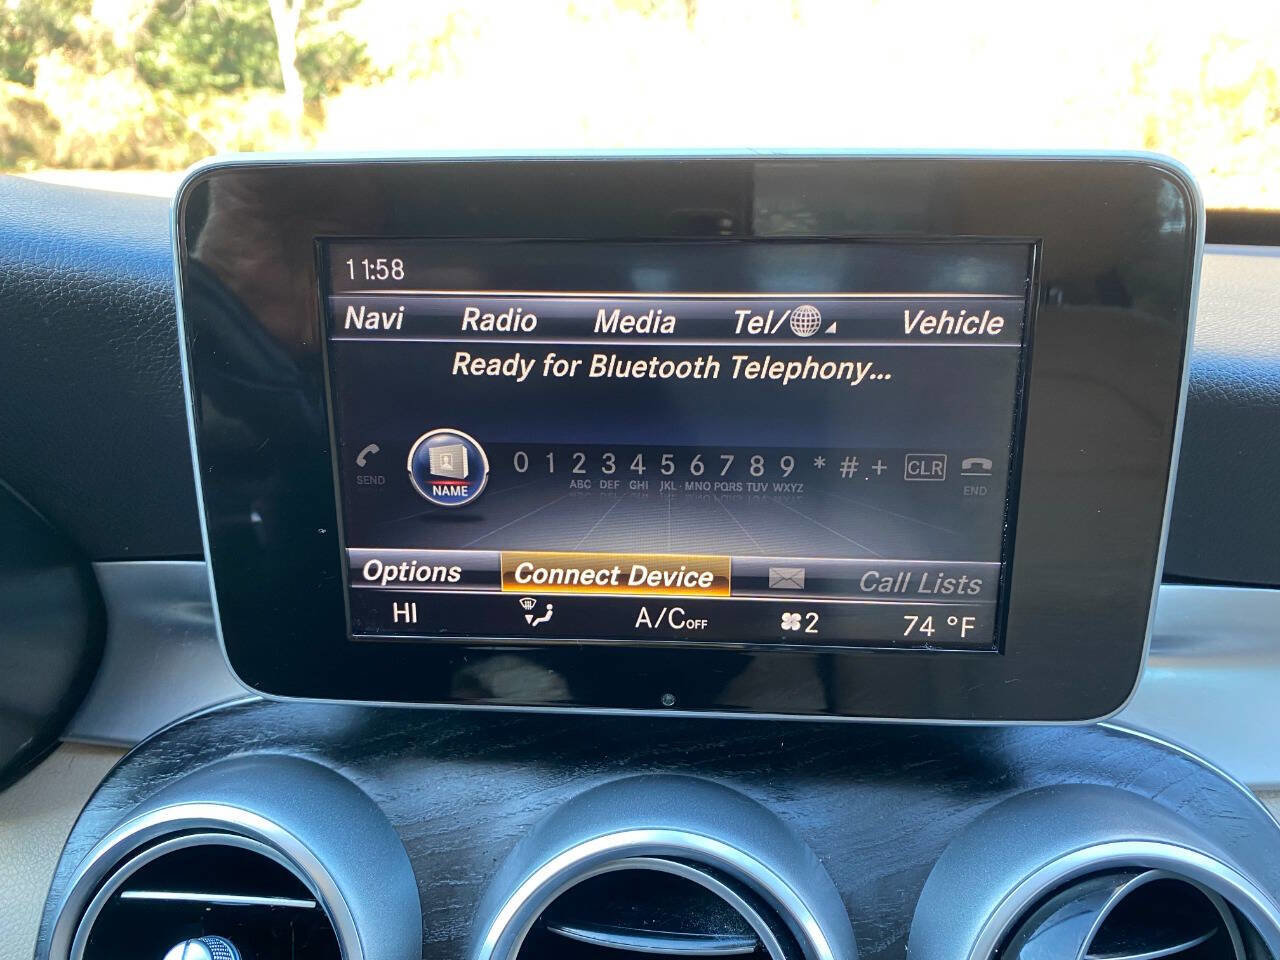 11:58
Navi Radio Media Tel/ Vehicle
Ready for Bluetooth Telephony...
SEND NAME 0 1 2 3 4 5 6 7 8 9 * # + CLR END
ABC DEF GHI JKL MNO PQRS TUV WXYZ
Options Connect Device Call Lists
HI A/C OFF 2 74 °F